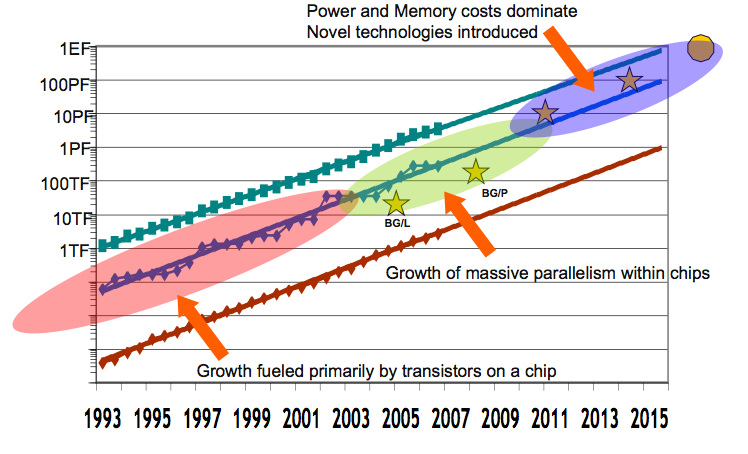 Power and Memory costs dominate
Novel technologies introduced
1EF
100PF
10PF
1PF
100TF
10TF
1TF
BG/P
BG/L
Growth of massive parallelism within chips
Growth fueled primarily by transistors on a chip
1993 1995 1997 1999 2001 2003 2005 2007 2009 2011 2013 2015